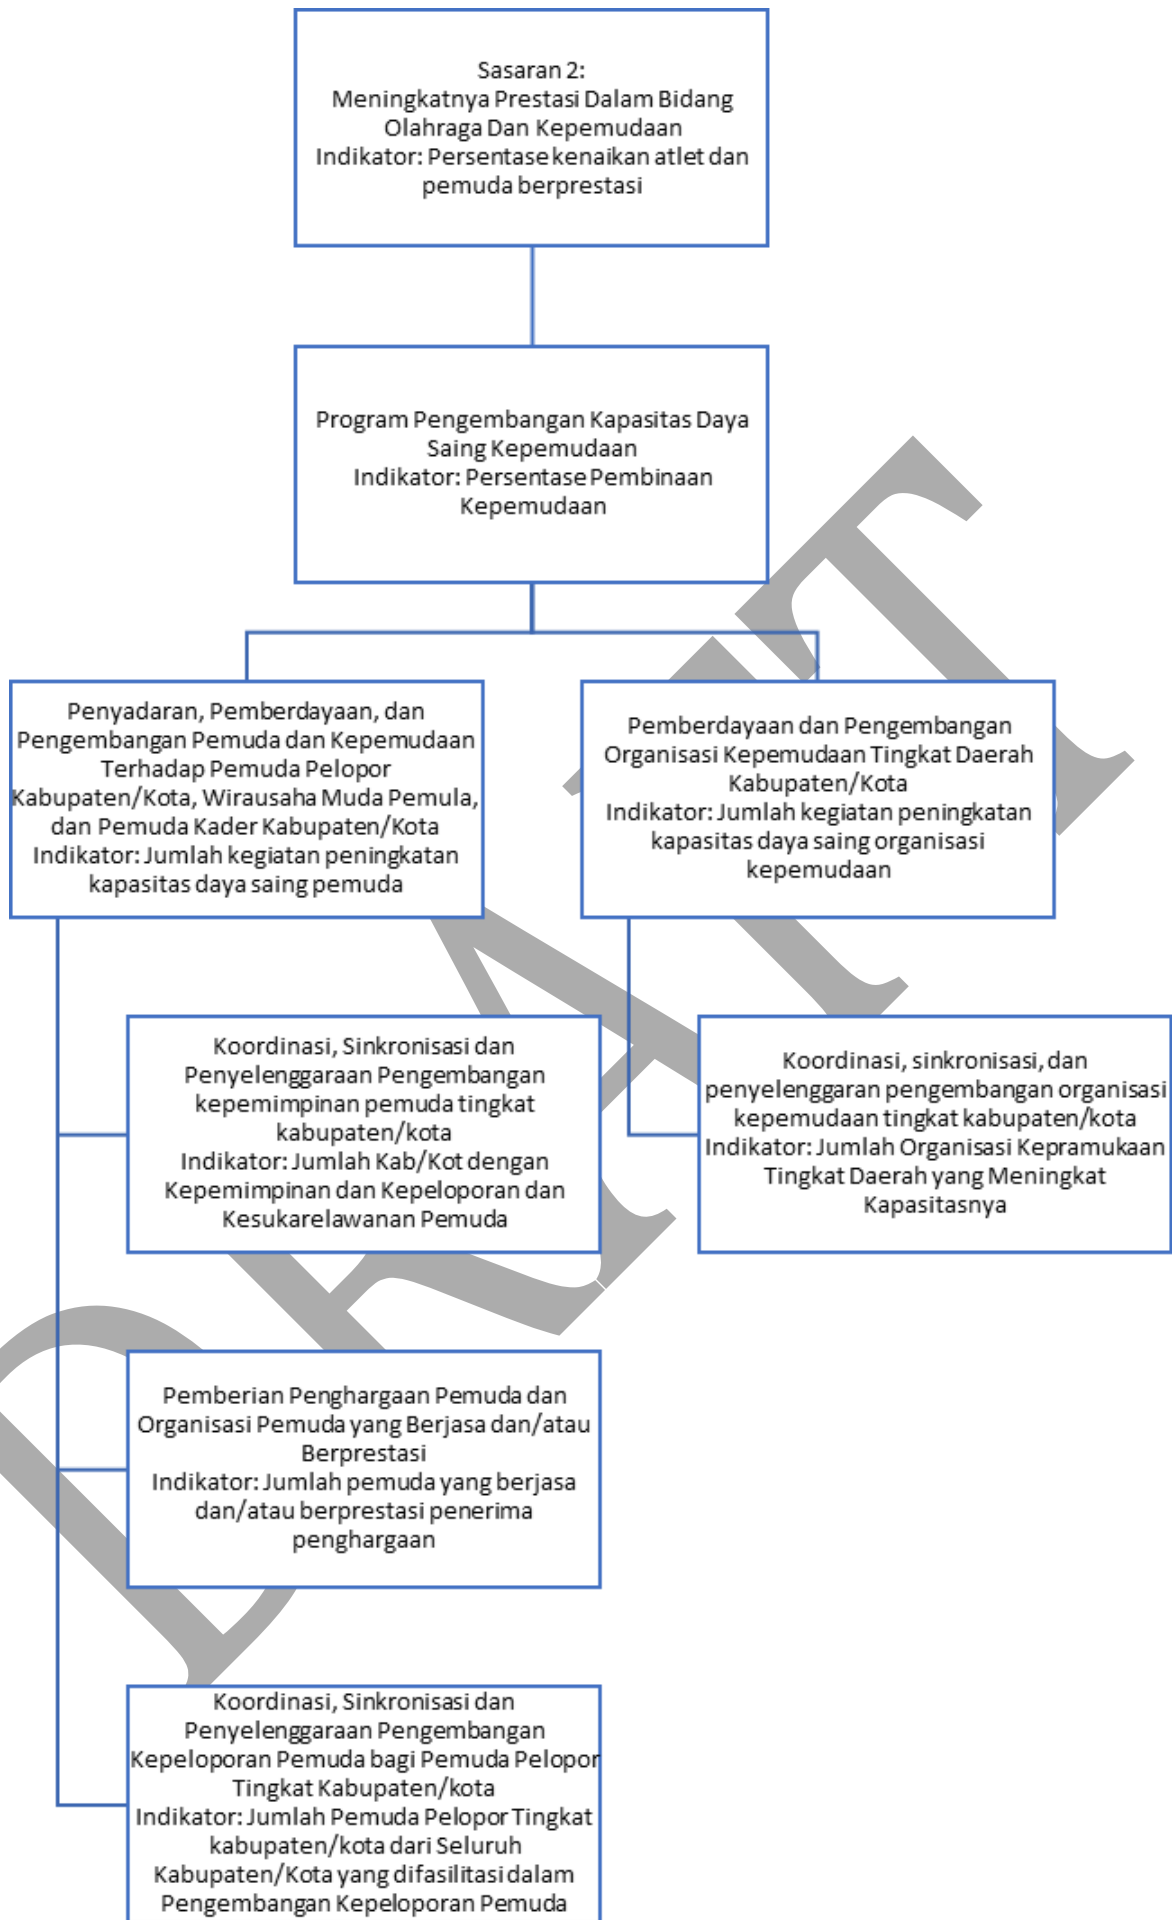 Sasaran 2:
Meningkatnya Prestasi Dalam Bidang
Olahraga Dan Kepemudaan
Indikator: Persentase kenaikan atlet dan
pemuda berprestasi
Program Pengembangan Kapasitas Daya
Saing Kepemudaan
Indikator: Persentase Pembinaan
Kepemudaan
Penyadaran, Pemberdayaan, dan
Pengembangan Pemuda dan Kepemudaan
Terhadap Pemuda Pelopor
Kabupaten/Kota, Wirausaha Muda Pemula,
dan Pemuda Kader Kabupaten/Kota
Indikator: Jumlah kegiatan peningkatan
kapasitas daya saing pemuda
Pemberdayaan dan Pengembangan
Organisasi Kepemudaan Tingkat Daerah
Kabupaten/Kota
Indikator: Jumlah kegiatan peningkatan
kapasitas daya saing organisasi
kepemudaan
Koordinasi, Sinkronisasi dan
Penyelenggaraan Pengembangan
kepemimpinan pemuda tingkat
kabupaten/kota
Indikator: Jumlah Kab/Kot dengan
Kepemimpinan dan Kepeloporan dan
Kesukarelawanan Pemuda
Koordinasi, sinkronisasi, dan
penyelenggaran pengembangan organisasi
kepemudaan tingkat kabupaten/kota
Indikator: Jumlah Organisasi Kepramukaan
Tingkat Daerah yang Meningkat
Kapasitasnya
Pemberian Penghargaan Pemuda dan
Organisasi Pemuda yang Berjasa dan/atau
Berprestasi
Indikator: Jumlah pemuda yang berjasa
dan/atau berprestasi penerima
penghargaan
Koordinasi, Sinkronisasi dan
Penyelenggaraan Pengembangan
Kepeloporan Pemuda bagi Pemuda Pelopor
Tingkat Kabupaten/kota
Indikator: Jumlah Pemuda Pelopor Tingkat
kabupaten/kota dari Seluruh
Kabupaten/Kota yang difasilitasi dalam
Pengembangan Kepeloporan Pemuda
DRAFT